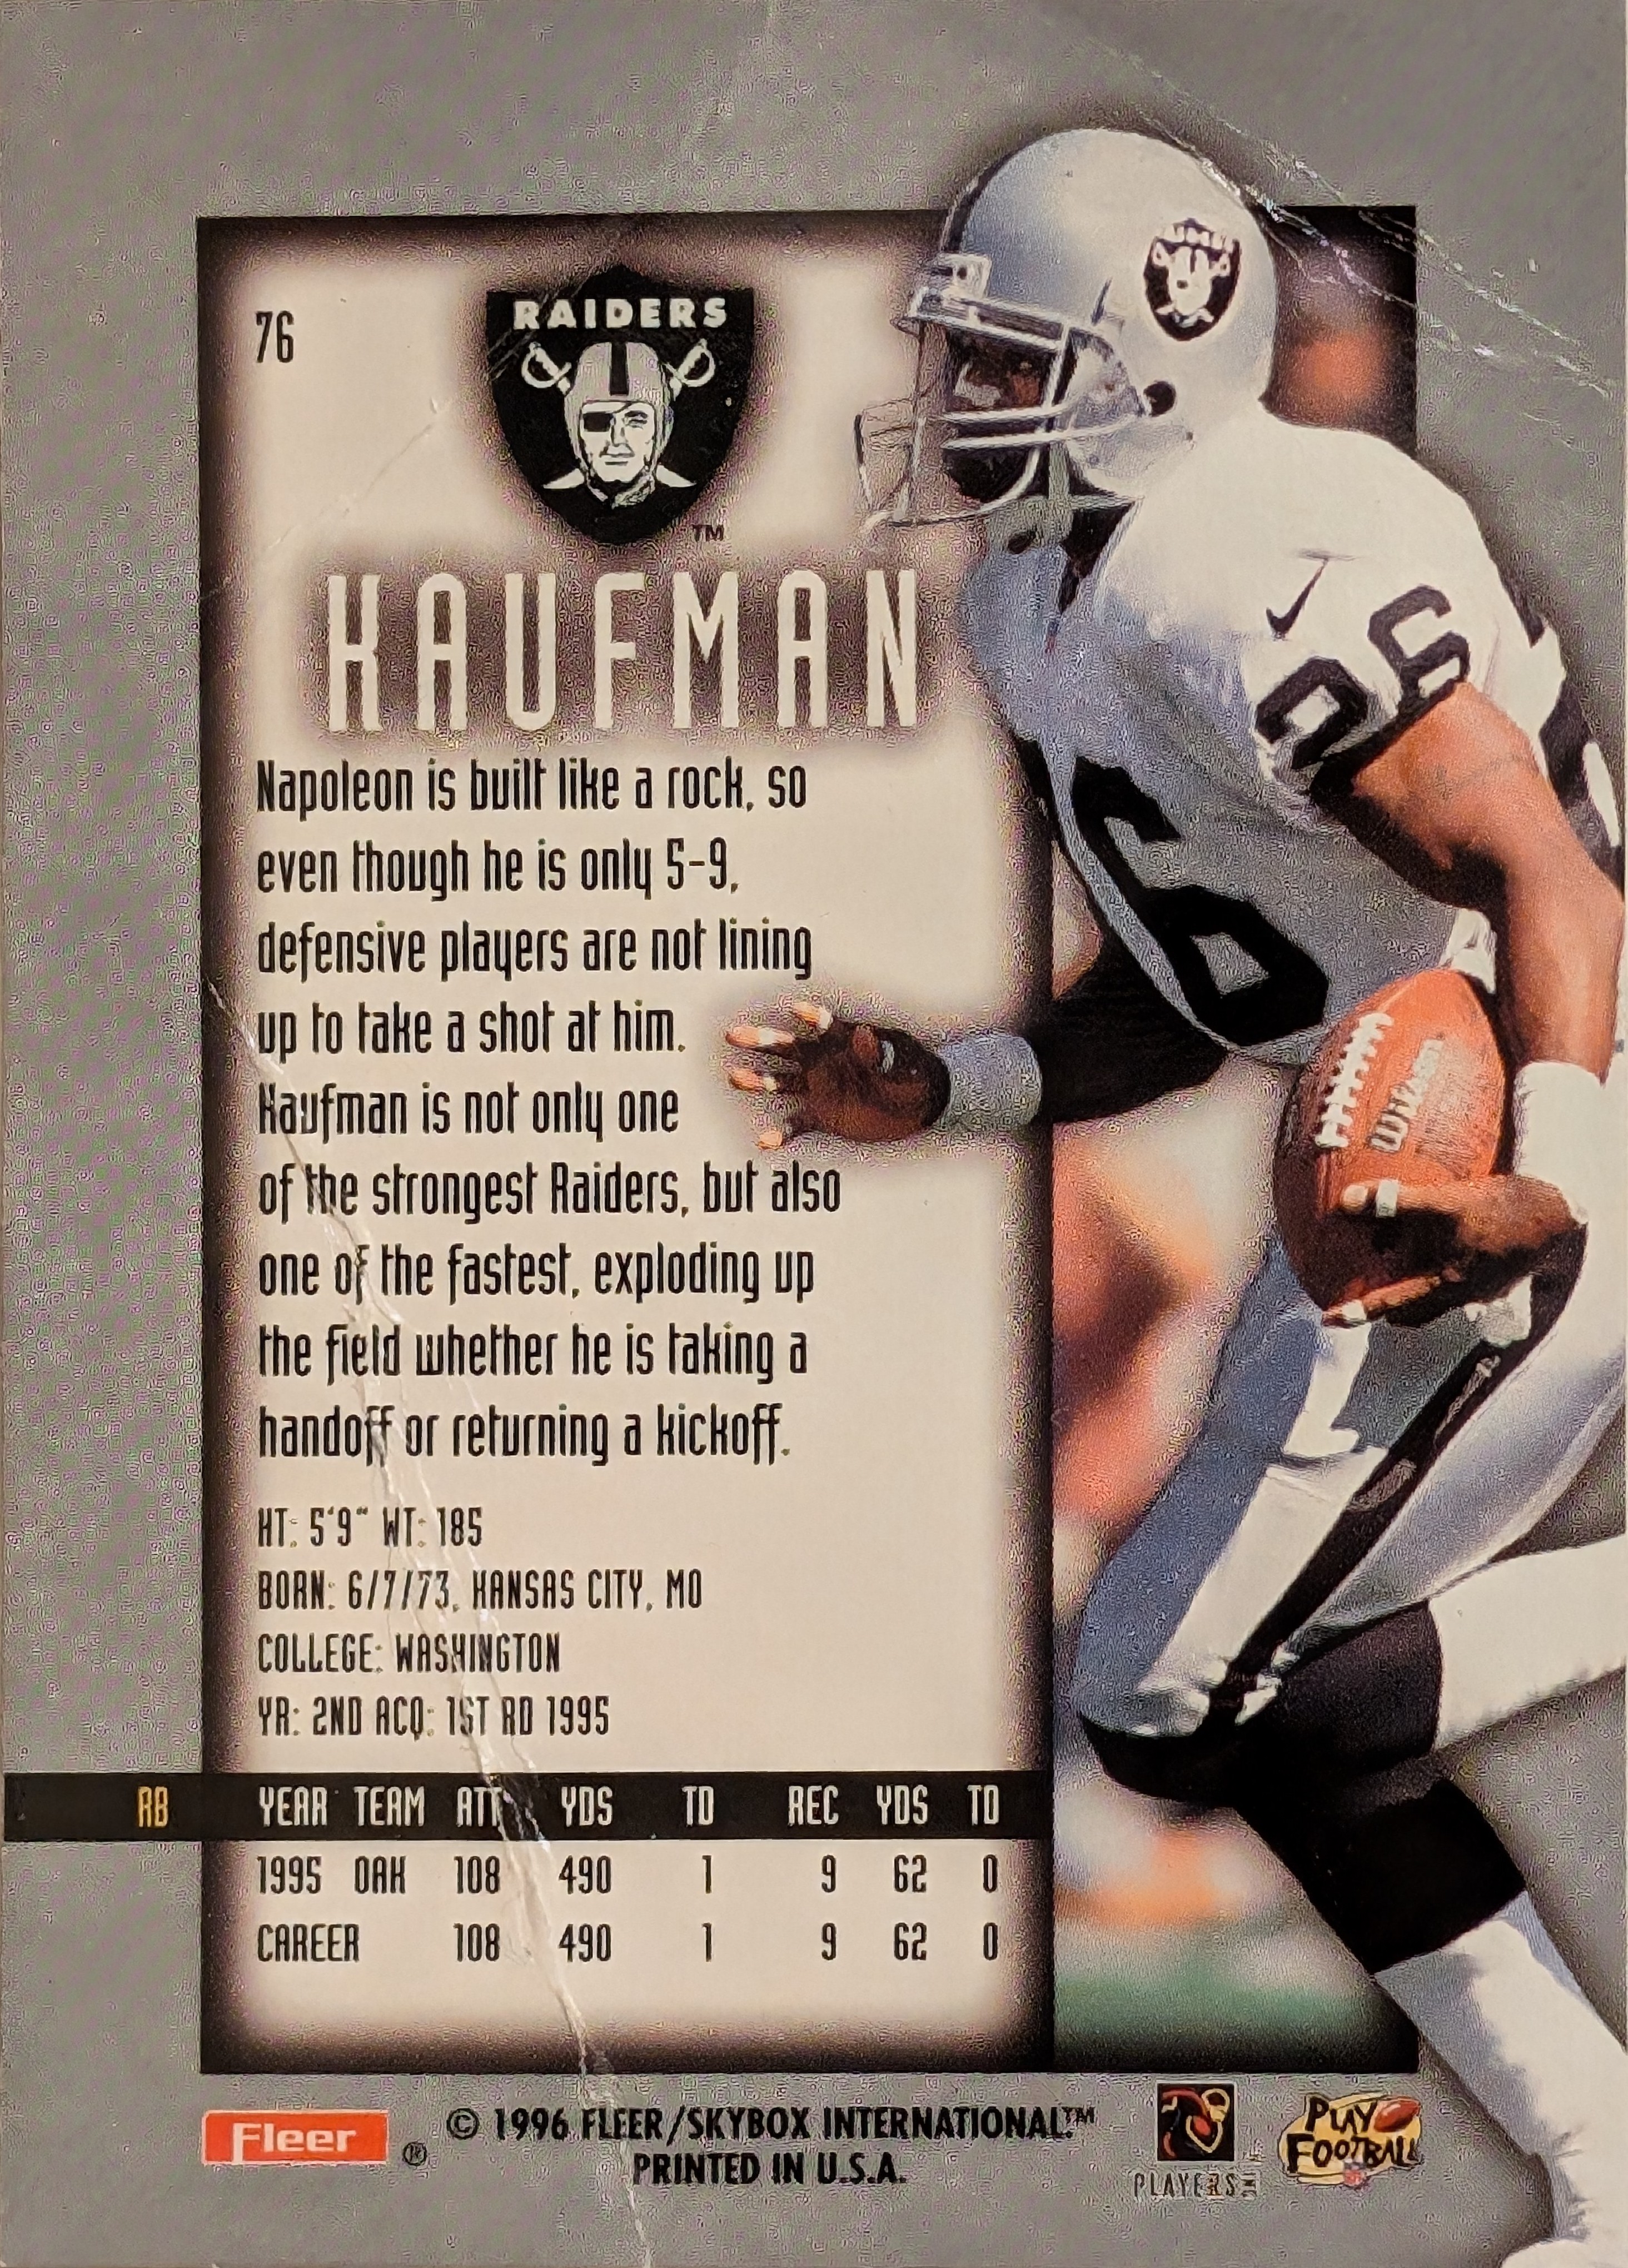 76
RAIDERS
TM
KAUFMAN
Napoleon is built like a rock, so
even though he is only 5-9,
defensive players are not lining
up to take a shot at him.
Kaufman is not only one
of the strongest Raiders, but also
one of the fastest, exploding up
the field whether he is taking a
handoff or returning a kickoff.
HT: 5'9" WT: 185
BORN: 6/7/73, KANSAS CITY, MO
COLLEGE: WASHINGTON
YR: 2ND ACQ: 1ST RD 1995
RB YEAR TEAM ATT YDS TD REC YDS TD
1995 OAK 108 490 1 9 62 0
CAREER 108 490 1 9 62 0
26
6
Wilson
Fleer ®
© 1996 FLEER/SKYBOX INTERNATIONAL™
PRINTED IN U.S.A.
PLAYERS INC
PLAY
FOOTBALL